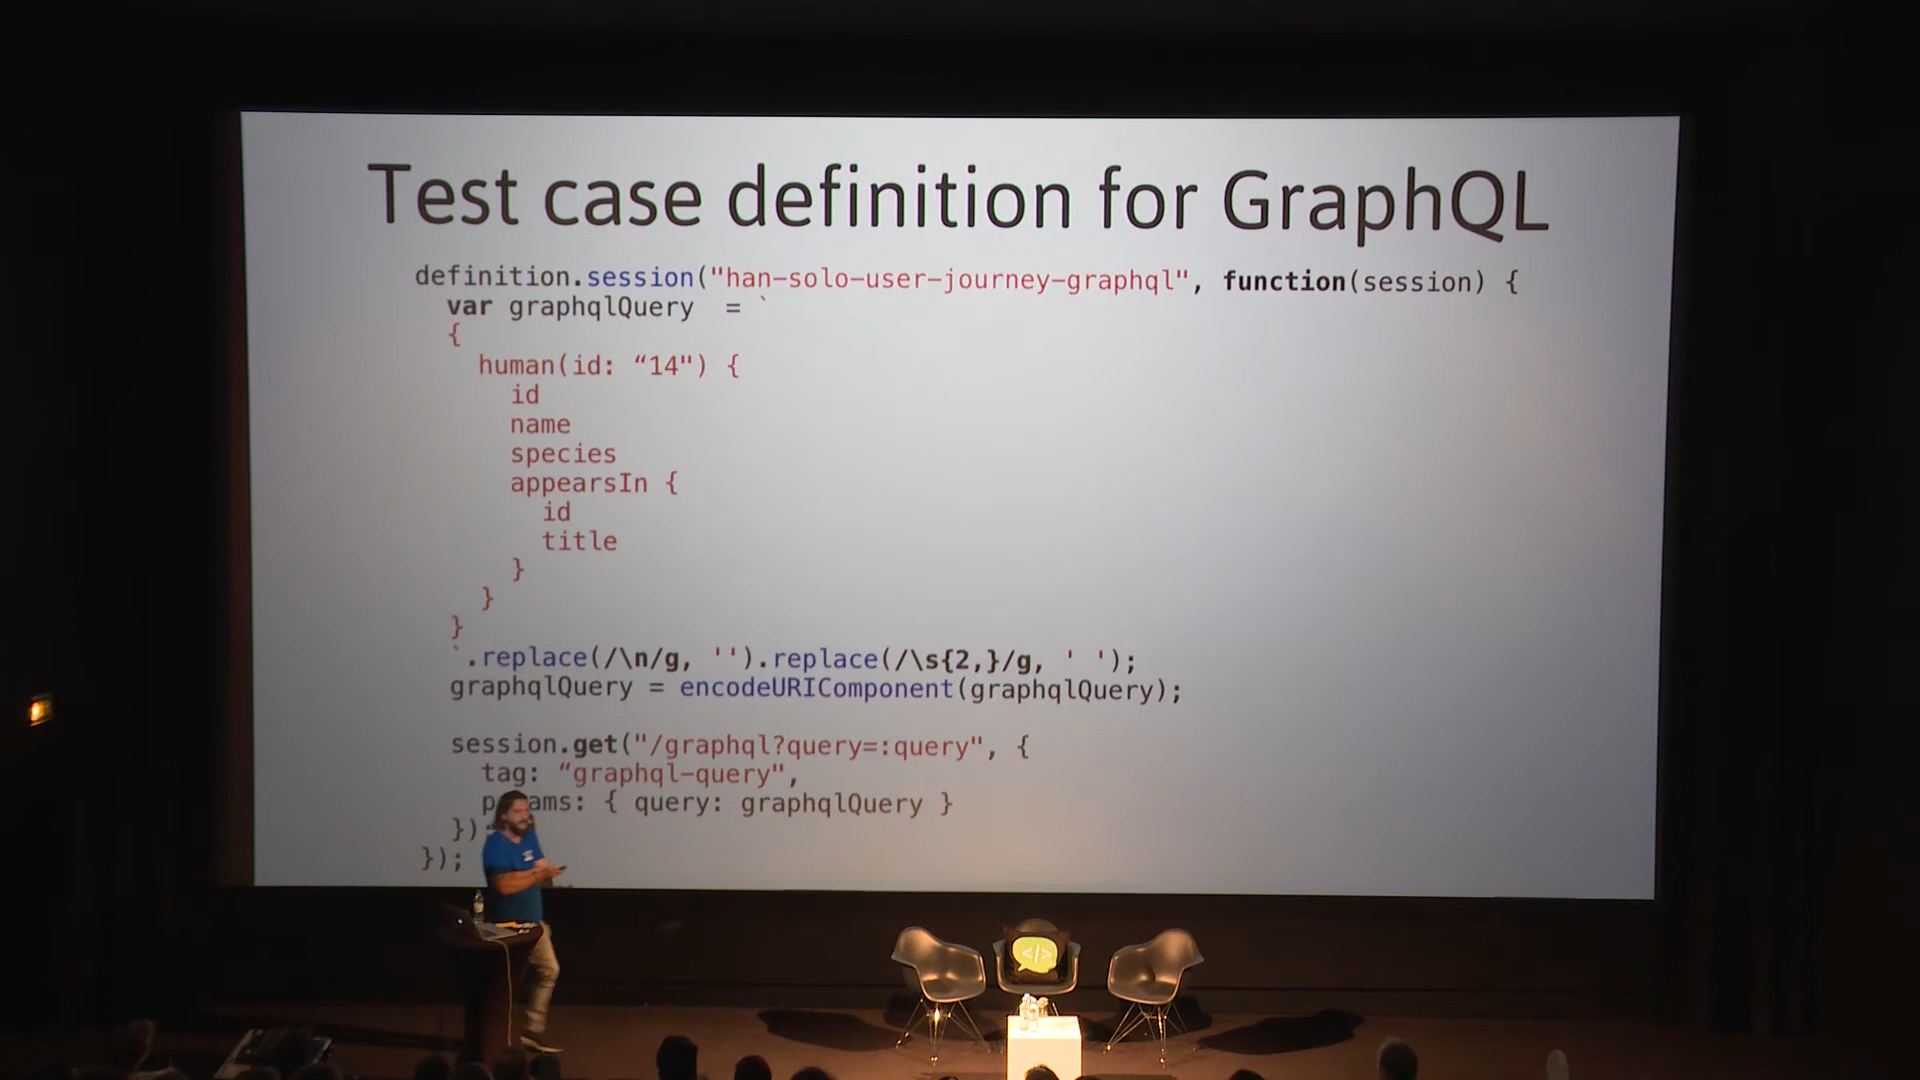 Test case definition for GraphQL
definition.session("han-solo-user-journey-graphql", function(session) {
var graphqlQuery = `
{
human(id: “14") {
id
name
species
appearsIn {
id
title
}
}
}
`.replace(/\n/g, '').replace(/\s{2,}/g, ' ');
graphqlQuery = encodeURIComponent(graphqlQuery);
session.get("/graphql?query=:query", {
tag: “graphql-query",
params: { query: graphqlQuery }
})
});
</>